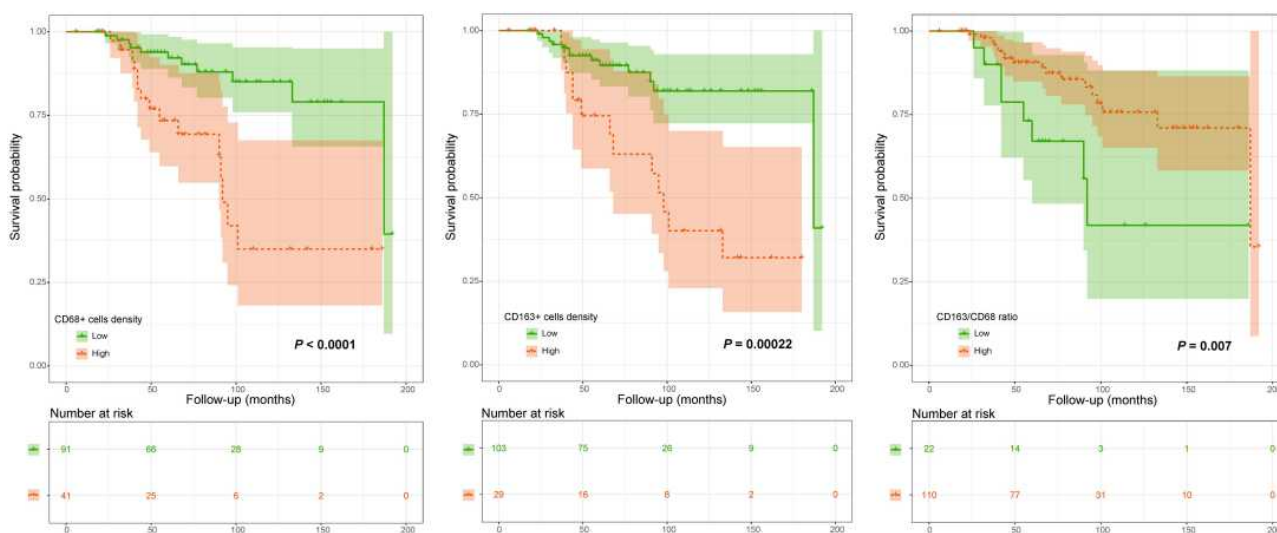 1.00
0.75
0.50
0.25
0.00
Survival probability
CD68+ cells density
Low
High
P < 0.0001
0 50 100 150 200
Follow-up (months)
Number at risk
91 66 28 9 0
41 25 6 2 0
0 50 100 150 200
1.00
0.75
0.50
0.25
0.00
Survival probability
CD163+ cells density
Low
High
P = 0.00022
0 50 100 150 200
Follow-up (months)
Number at risk
103 75 26 9 0
29 16 8 2 0
0 50 100 150 200
1.00
0.75
0.50
0.25
0.00
Survival probability
CD163/CD68 ratio
Low
High
P = 0.007
0 50 100 150 200
Follow-up (months)
Number at risk
22 14 3 1 0
110 77 31 10 0
0 50 100 150 200